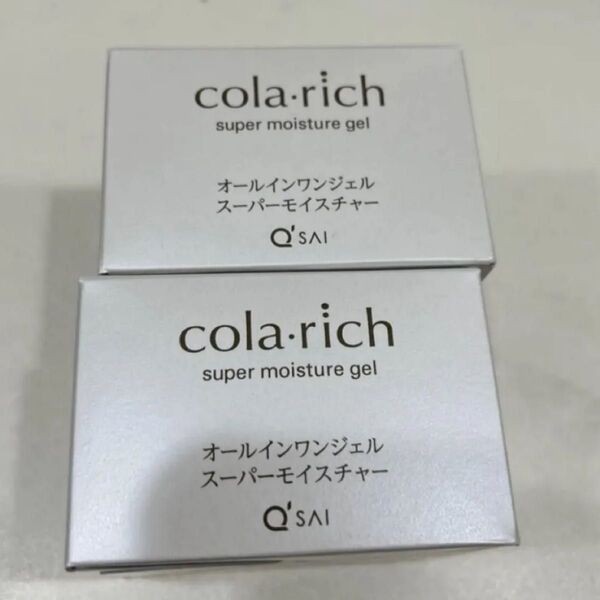 cola·rich
super moisture gel
オールインワンジェル
スーパーモイスチャー
Q'SAI
cola·rich
super moisture gel
オールインワンジェル
スーパーモイスチャー
Q'SAI